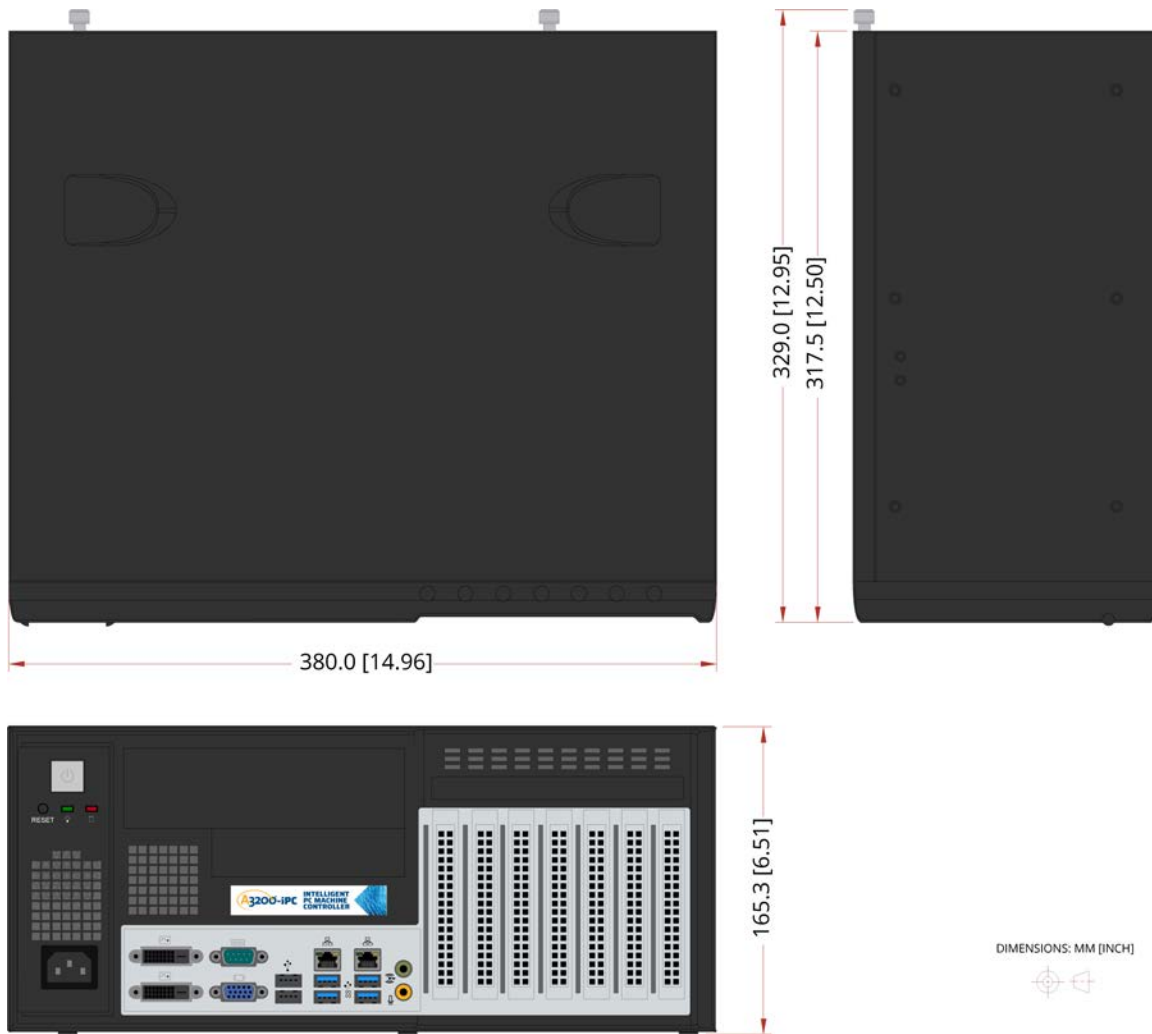 329.0 [12.95]
317.5 [12.50]
380.0 [14.96]
RESET
A3200-iPC
INTELLIGENT
PC MACHINE
CONTROLLER
165.3 [6.51]
DIMENSIONS: MM [INCH]